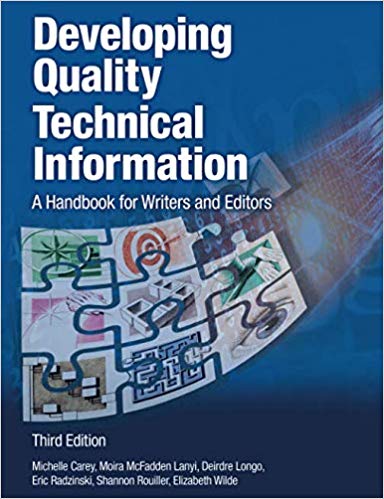 Developing
Quality
Technical
Information
A Handbook for Writers and Editors
Third Edition
Michelle Carey, Moira McFadden Lanyi, Deirdre Longo,
Eric Radzinski, Shannon Rouiller, Elizabeth Wilde